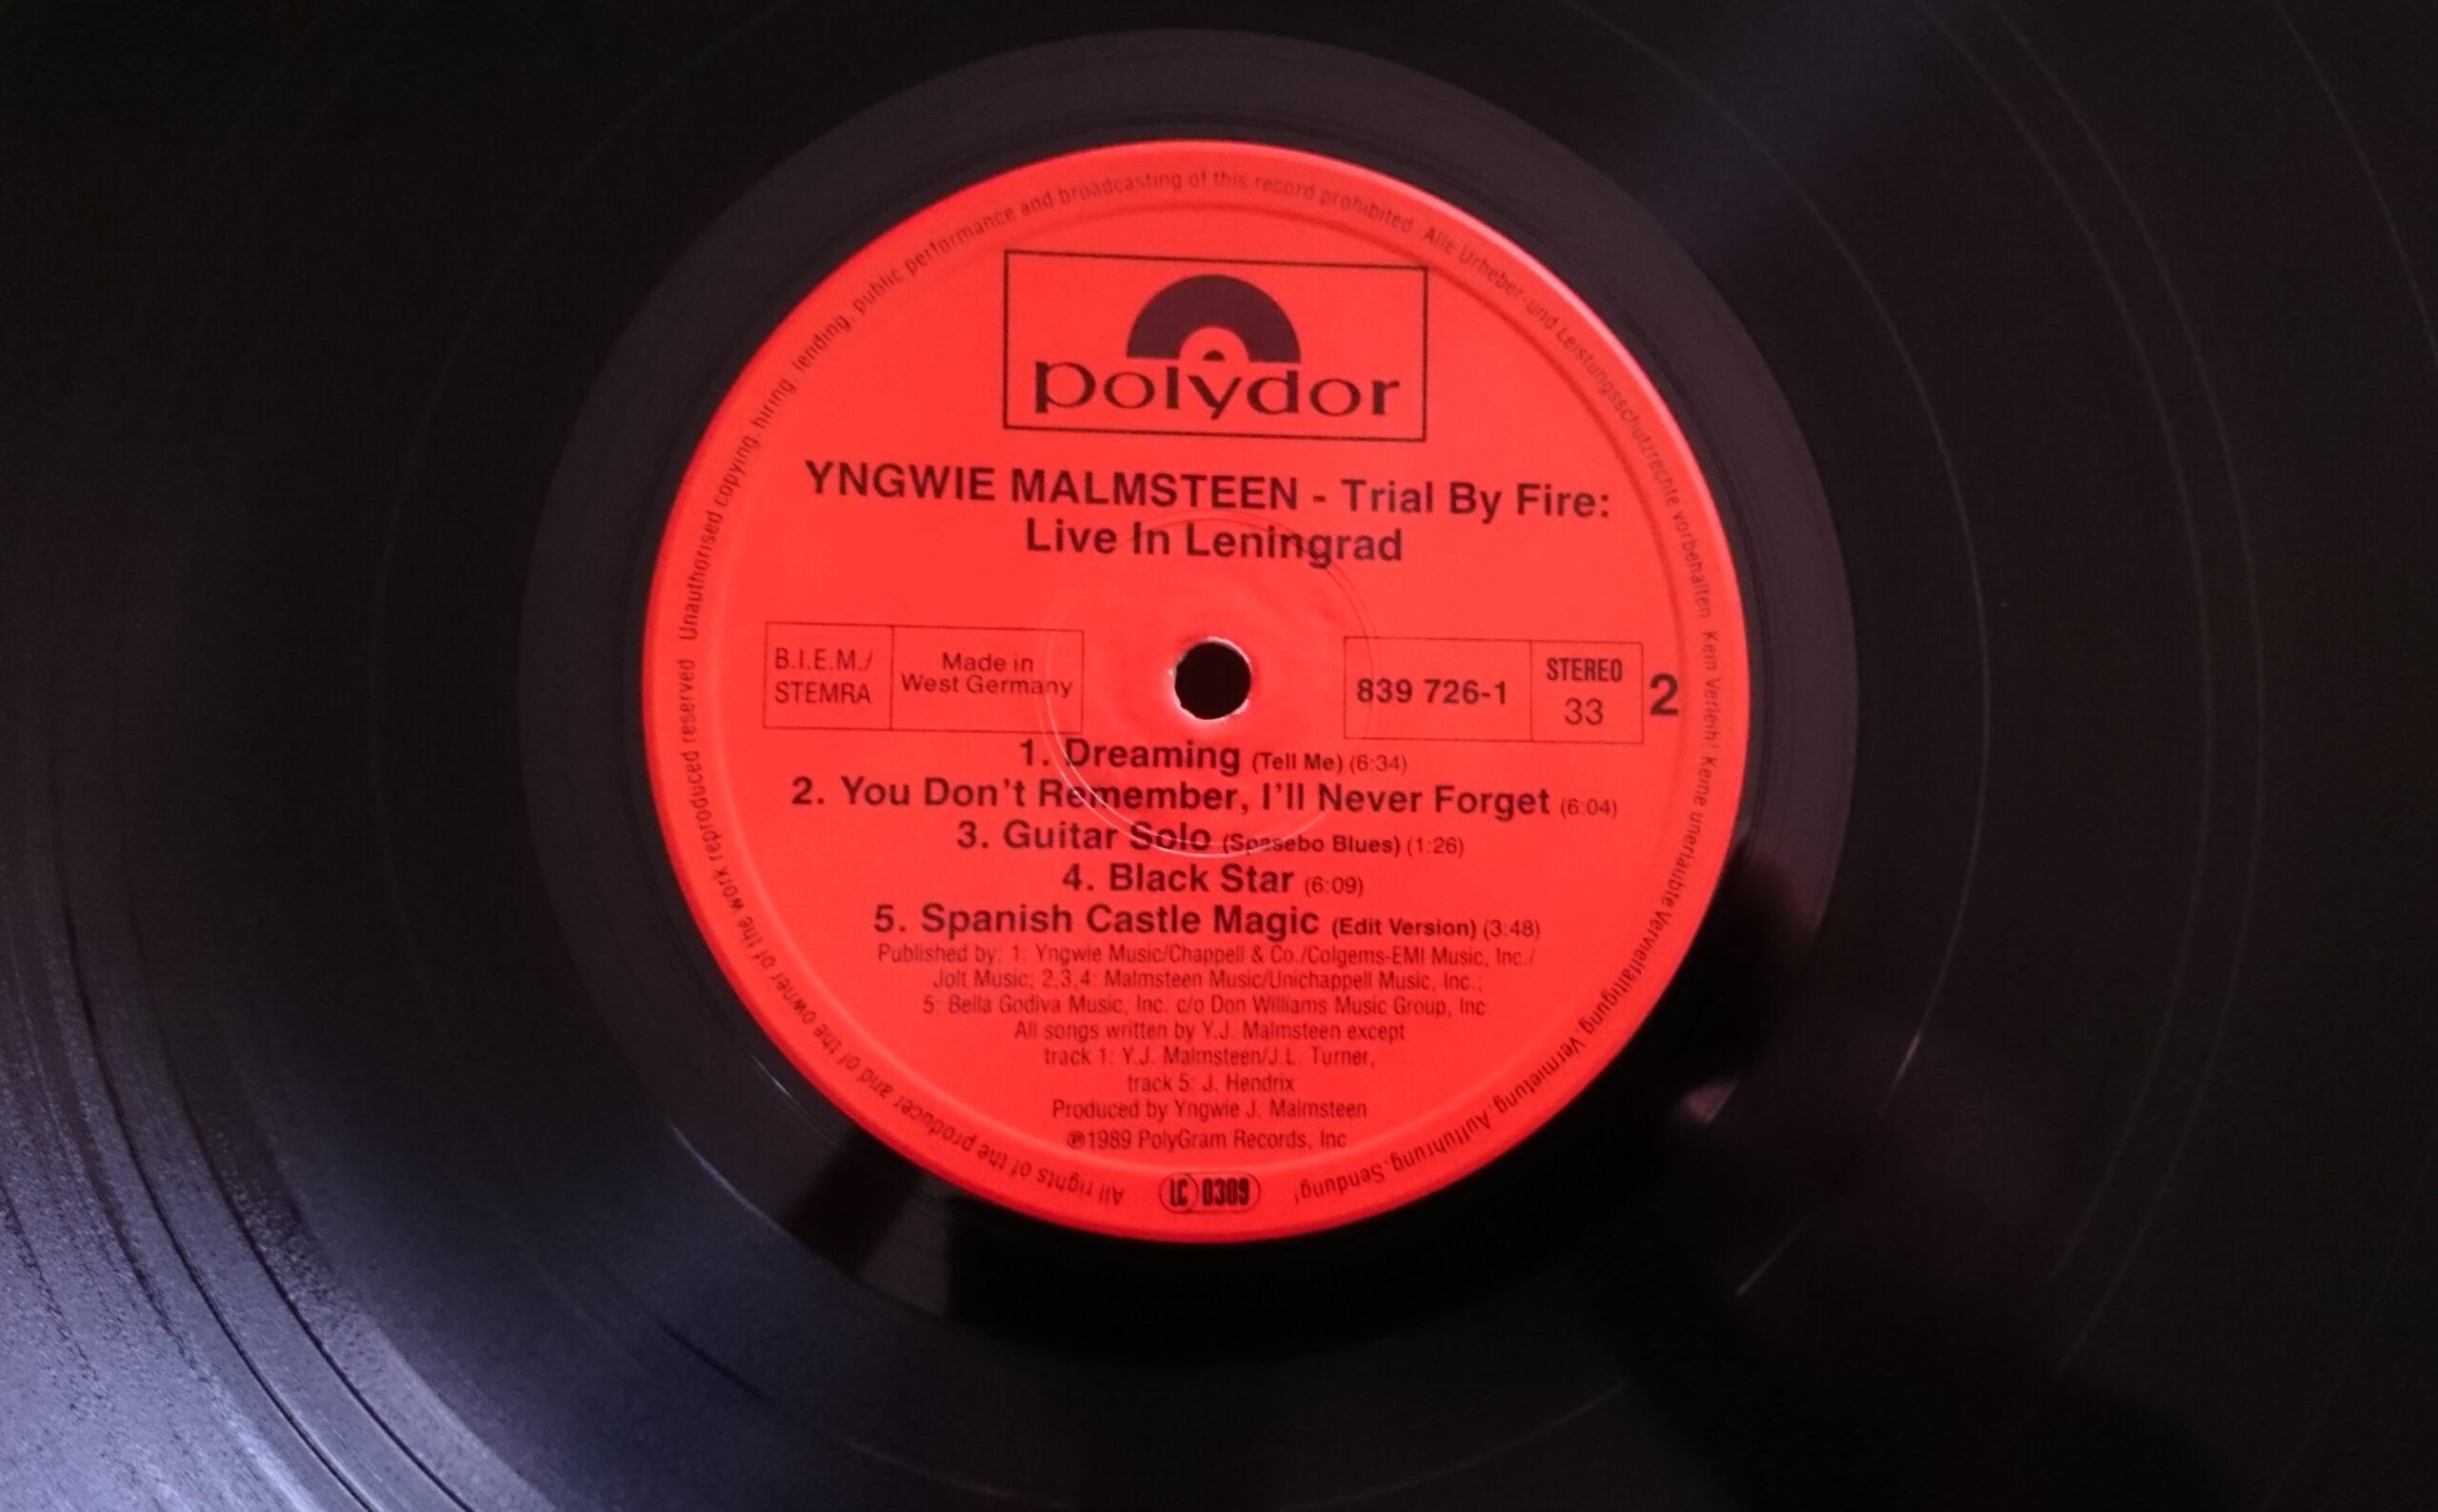 polydor
YNGWIE MALMSTEEN - Trial By Fire:
Live In Leningrad
B.I.E.M./
STEMRA
Made in
West Germany
839 726-1
STEREO
33
2
1. Dreaming (Tell Me) (6:34)
2. You Don't Remember, I'll Never Forget (6:04)
3. Guitar Solo (Spasebo Blues) (1:26)
4. Black Star (6:09)
5. Spanish Castle Magic (Edit Version) (3:48)
Published by: 1: Yngwie Music/Chappell & Co./Colgems-EMI Music, Inc./
Jolt Music; 2,3,4: Malmsteen Music/Unichappell Music, Inc.;
5: Bella Godiva Music, Inc. c/o Don Williams Music Group, Inc.
All songs written by Y.J. Malmsteen except
track 1: Y.J. Malmsteen/J.L. Turner,
track 5: J. Hendrix
Produced by Yngwie J. Malmsteen
℗1989 PolyGram Records, Inc.
LC 0309
All rights of the producer and of the owner of the work reproduced reserved Unauthorised copying, hiring, lending, public performance and broadcasting of this record prohibited Alle Urheber- und Leistungsschutzrechte vorbehalten Kein Verleih! Keine unerlaubte Vervielfältigung, Vermietung, Aufführung, Sendung!